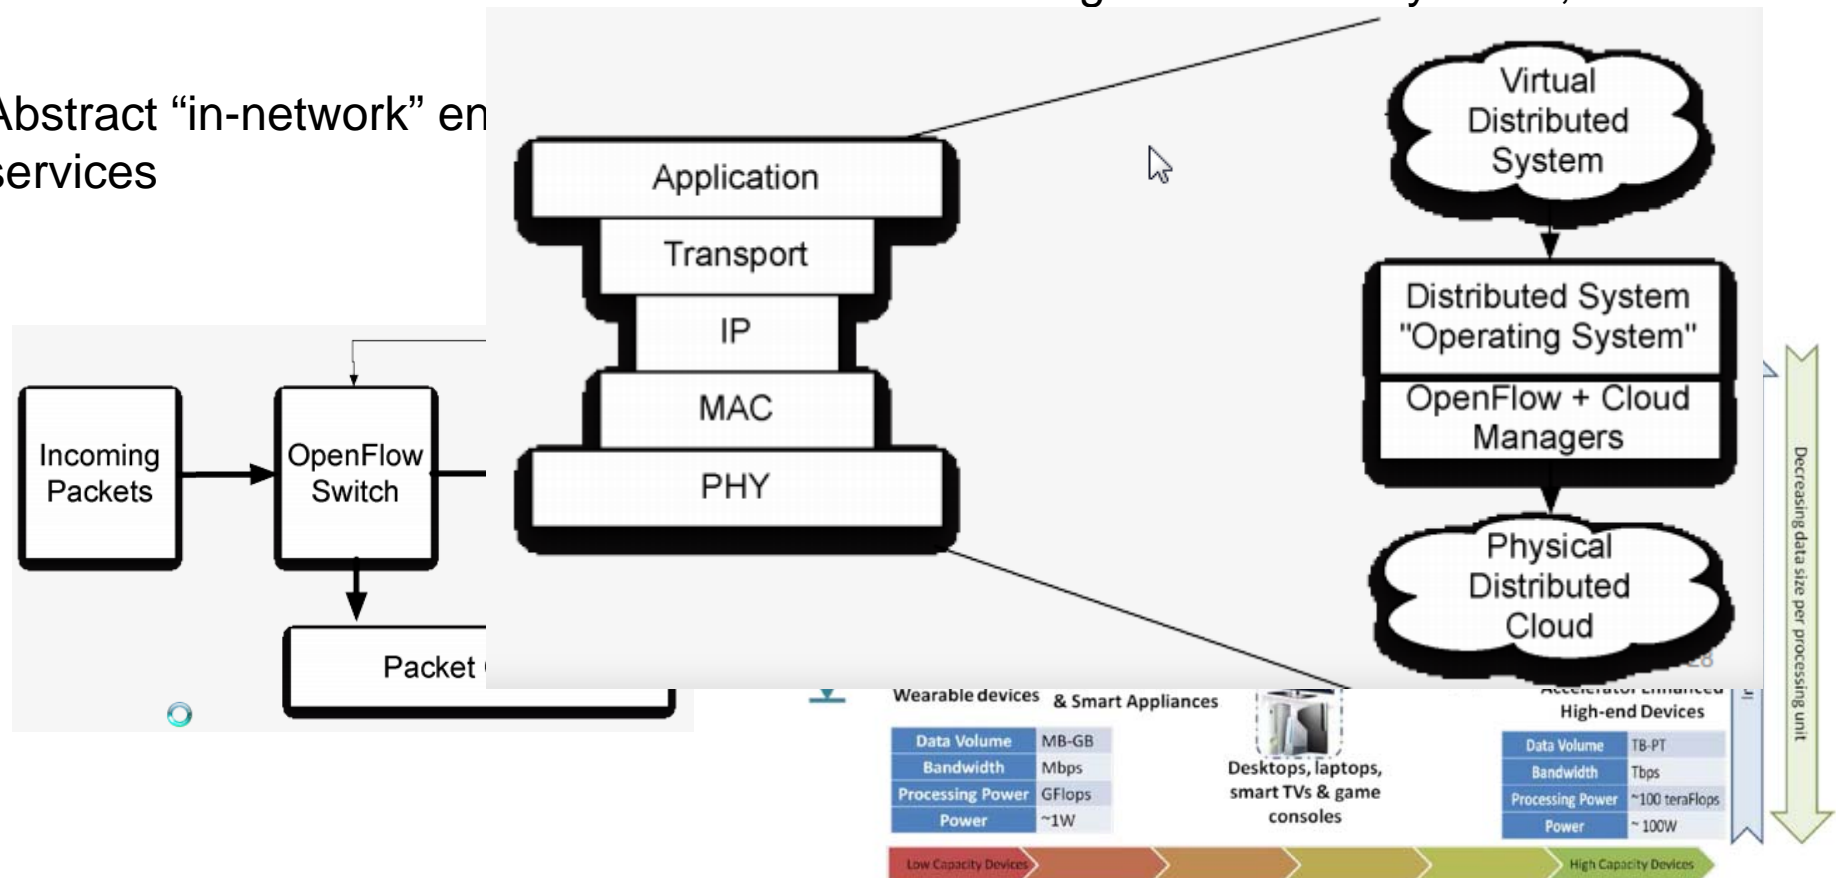 Abstract “in-network” en
services
Application
Transport
IP
MAC
PHY
Virtual
Distributed
System
Distributed System
"Operating System"
OpenFlow + Cloud
Managers
Physical
Distributed
Cloud
28
Incoming
Packets
OpenFlow
Switch
Packet
Decreasing data size per processing unit
Wearable devices
& Smart Appliances
Data Volume MB-GB
Bandwidth Mbps
Processing Power GFlops
Power ~1W
Desktops, laptops,
smart TVs & game
consoles
Accelerator Enhanced
High-end Devices
Data Volume TB-PT
Bandwidth Tbps
Processing Power ~100 teraFlops
Power ~ 100W
Low Capacity Devices
High Capacity Devices